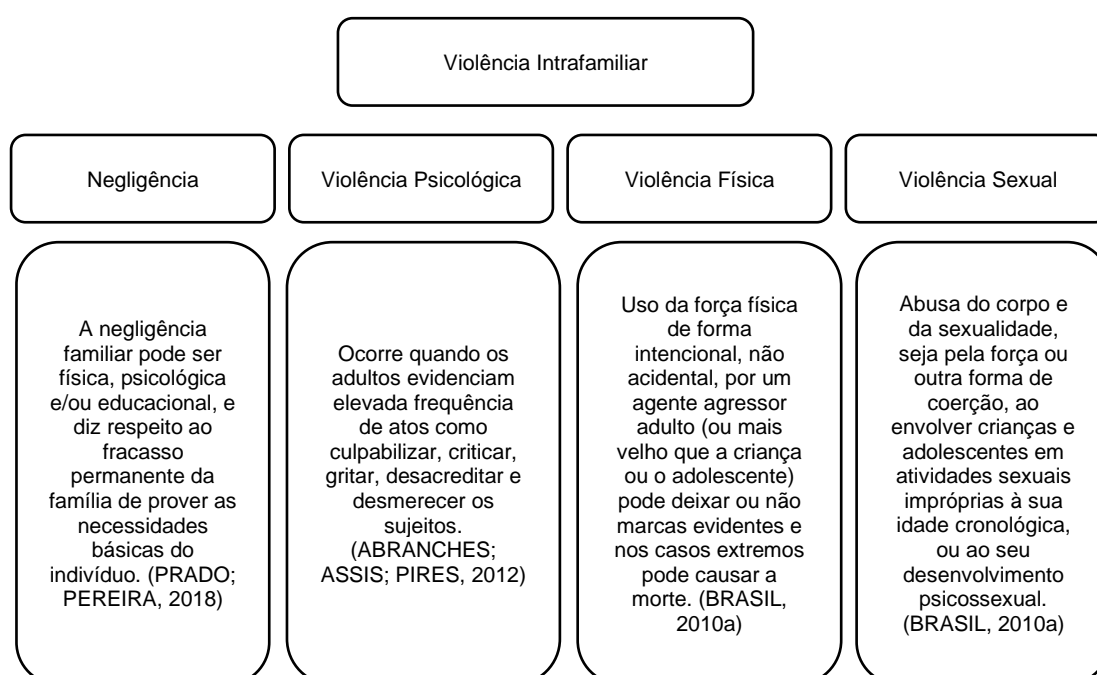 Violência Intrafamiliar
Negligência
Violência Psicológica
Violência Física
Violência Sexual
A negligência
familiar pode ser
física, psicológica
e/ou educacional, e
diz respeito ao
fracasso
permanente da
família de prover as
necessidades
básicas do
indivíduo. (PRADO;
PEREIRA, 2018)
Ocorre quando os
adultos evidenciam
elevada frequência
de atos como
culpabilizar, criticar,
gritar, desacreditar e
desmerecer os
sujeitos.
(ABRANCHES;
ASSIS; PIRES, 2012)
Uso da força física
de forma
intencional, não
acidental, por um
agente agressor
adulto (ou mais
velho que a criança
ou o adolescente)
pode deixar ou não
marcas evidentes e
nos casos extremos
pode causar a
morte. (BRASIL,
2010a)
Abusa do corpo e
da sexualidade,
seja pela força ou
outra forma de
coerção, ao
envolver crianças e
adolescentes em
atividades sexuais
impróprias à sua
idade cronológica,
ou ao seu
desenvolvimento
psicossexual.
(BRASIL, 2010a)